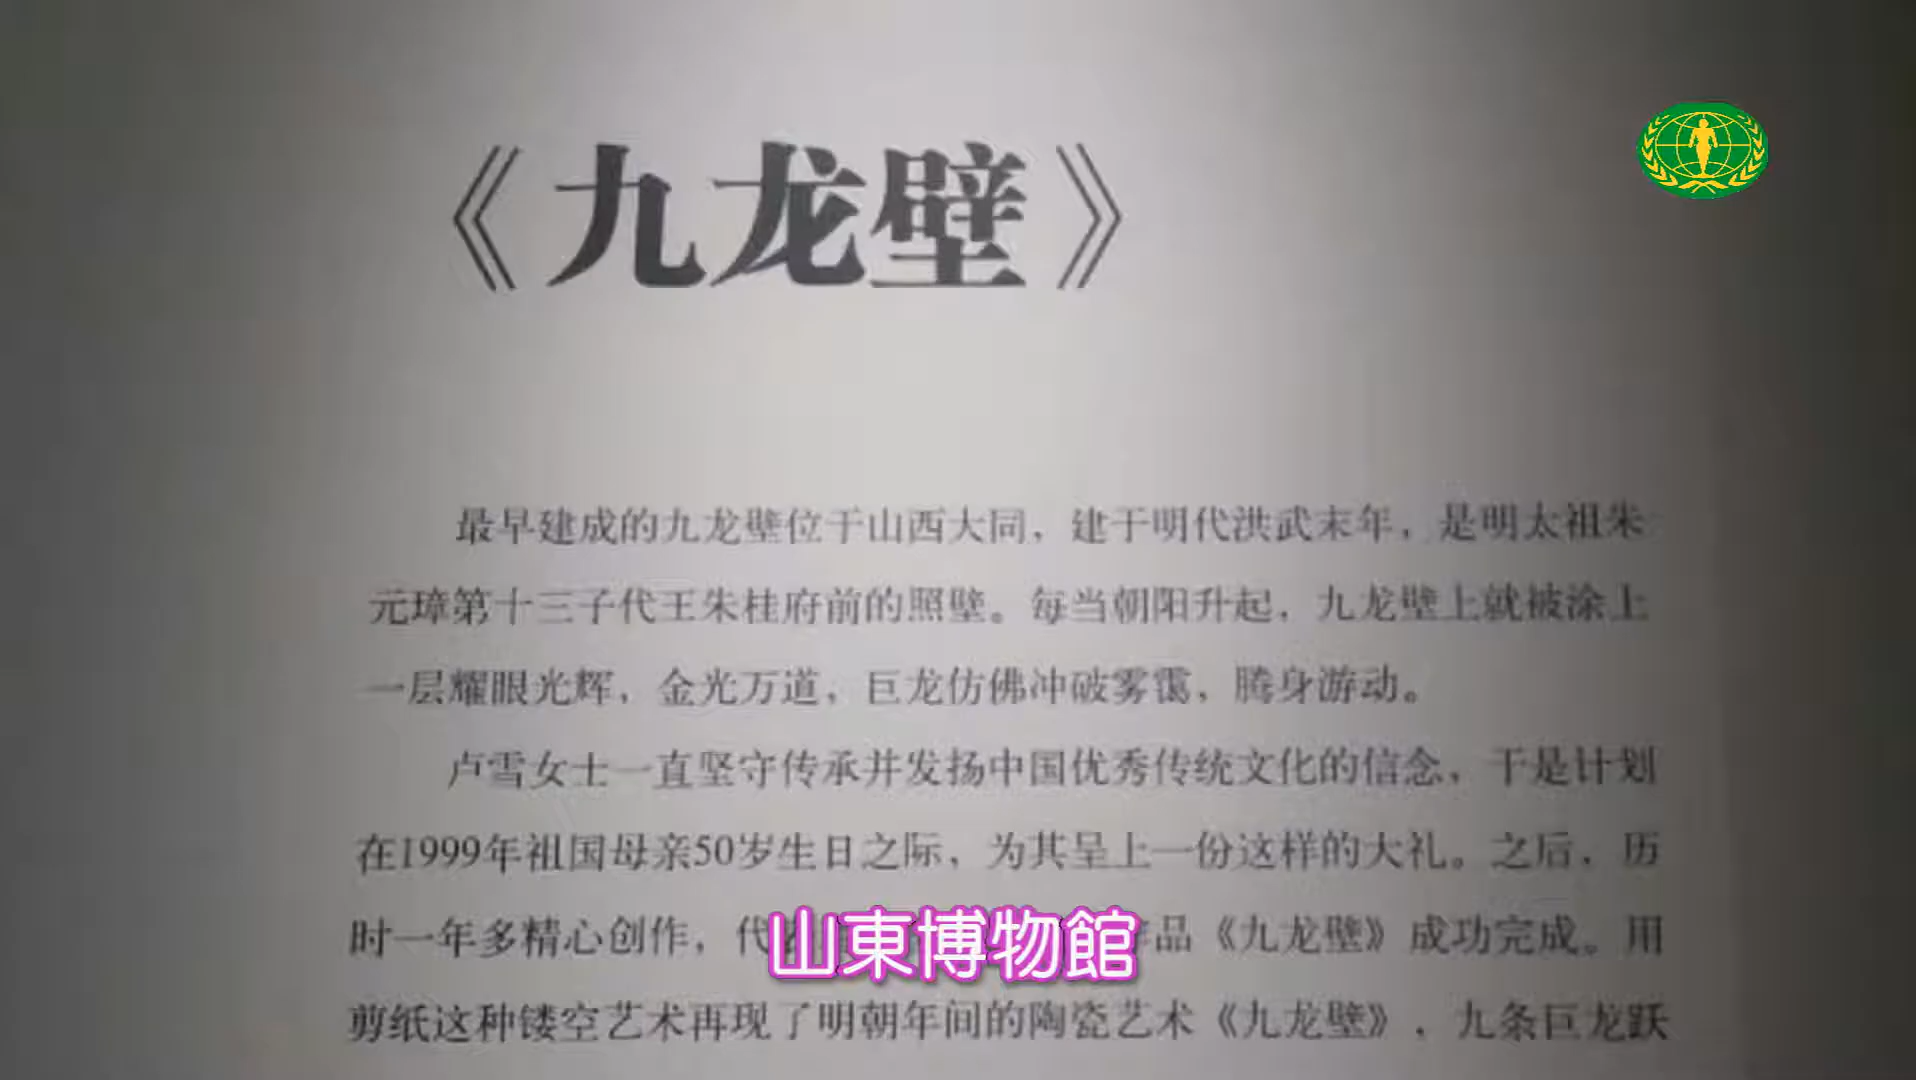 《九龙壁》
最早建成的九龙壁位于山西大同，建于明代洪武末年，是明太祖朱
元璋第十三子代王朱桂府前的照壁。每当朝阳升起，九龙壁上就被涂上
一层耀眼光辉，金光万道，巨龙仿佛冲破雾霭，腾身游动。
卢雪女士一直坚守传承并发扬中国优秀传统文化的信念，于是计划
在1999年祖国母亲50岁生日之际，为其呈上一份这样的大礼。之后，历
时一年多精心创作，代 品《九龙壁》成功完成。用
山東博物館
剪纸这种镂空艺术再现了明朝年间的陶瓷艺术《九龙壁》，九条巨龙跃